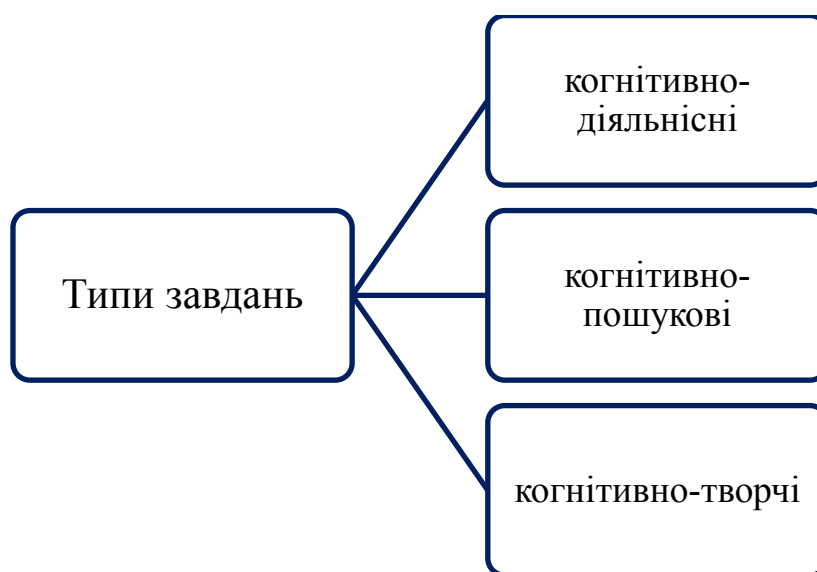 когнітивно-
діяльнісні
Типи завдань
когнітивно-
пошукові
когнітивно-творчі